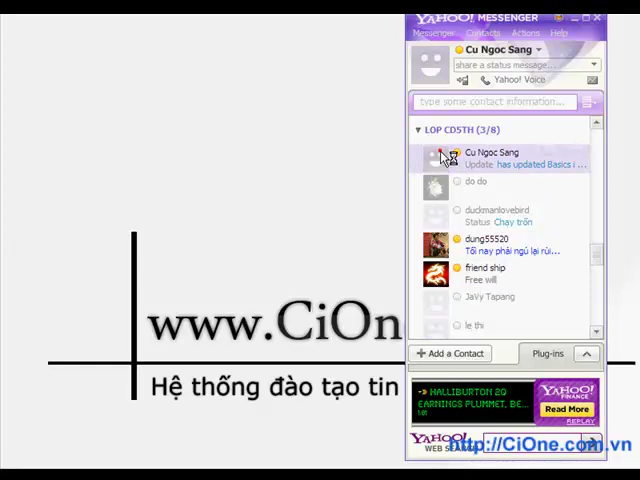 YAHOO! MESSENGER
Messenger Contacts Actions Help
Cu Ngoc Sang
share a status message...
Yahoo! Voice
type some contact information...
LOP CD5TH (3/8)
Cu Ngoc Sang
Update has updated Basics i ...
do do
duckmanlovebird
Status Chạy trốn
dung55520
Tối nay phải ngủ lại rùi...
friend ship
Free will
JaVy Tapang
le thi
www.CiOn
Hệ thống đào tạo tin
+ Add a Contact
Plug-ins
HALLIBURTON 2Q
EARNINGS PLUMMET, BE...
1:01
YAHOO!
FINANCE
Read More
REPLAY
YAHOO!
WEB SEARCH
http://CiOne.com.vn